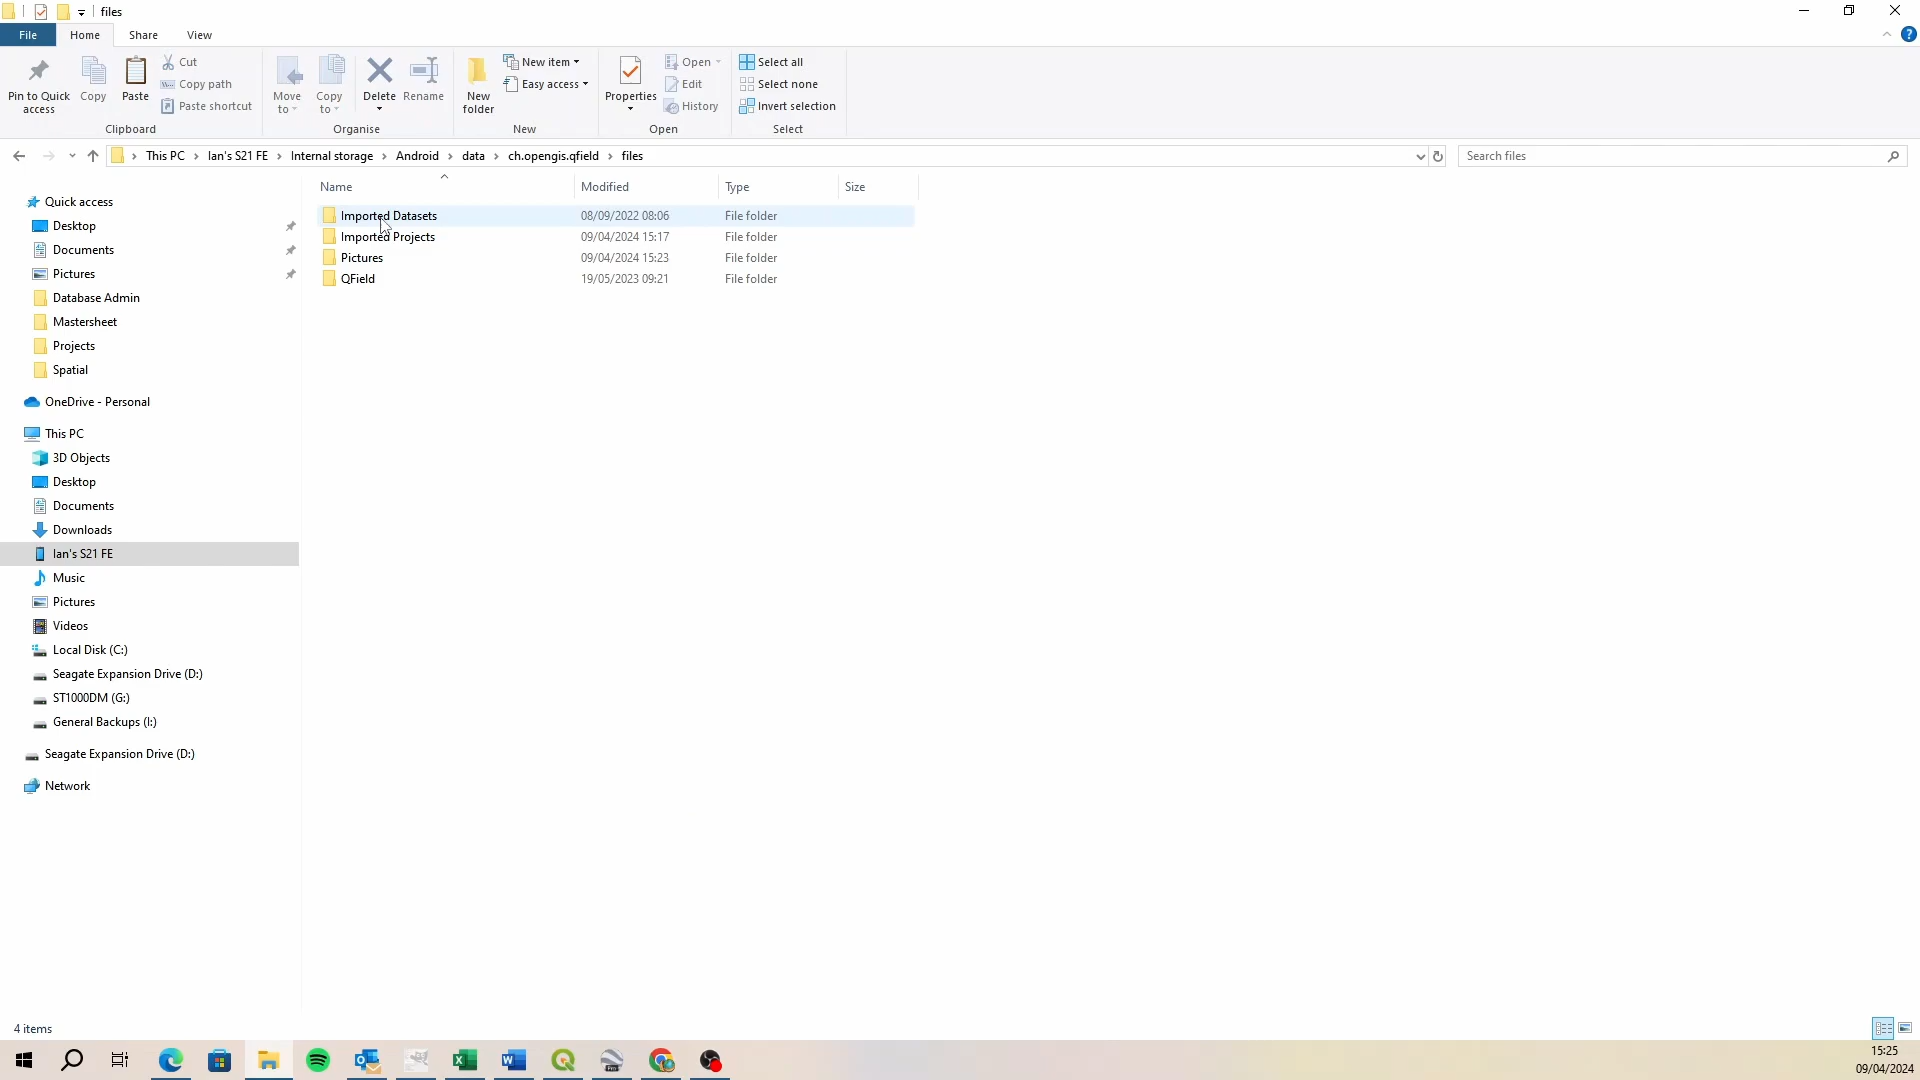 files
File Home Share View
Pin to Quick access
Copy
Paste
Cut
Copy path
Paste shortcut
Clipboard
Move to
Copy to
Delete
Rename
Organise
New folder
New item
Easy access
New
Properties
Open
Edit
History
Open
Select all
Select none
Invert selection
Select
This PC Ian's S21 FE Internal storage Android data ch.opengis.qfield files
Search files
Name Modified Type Size
Imported Datasets 08/09/2022 08:06 File folder
Imported Projects 09/04/2024 15:17 File folder
Pictures 09/04/2024 15:23 File folder
QField 19/05/2023 09:21 File folder
Quick access
Desktop
Documents
Pictures
Database Admin
Mastersheet
Projects
Spatial
OneDrive - Personal
This PC
3D Objects
Desktop
Documents
Downloads
Ian's S21 FE
Music
Pictures
Videos
Local Disk (C:)
Seagate Expansion Drive (D:)
ST1000DM (G:)
General Backups (I:)
Seagate Expansion Drive (D:)
Network
4 items
15:25
09/04/2024